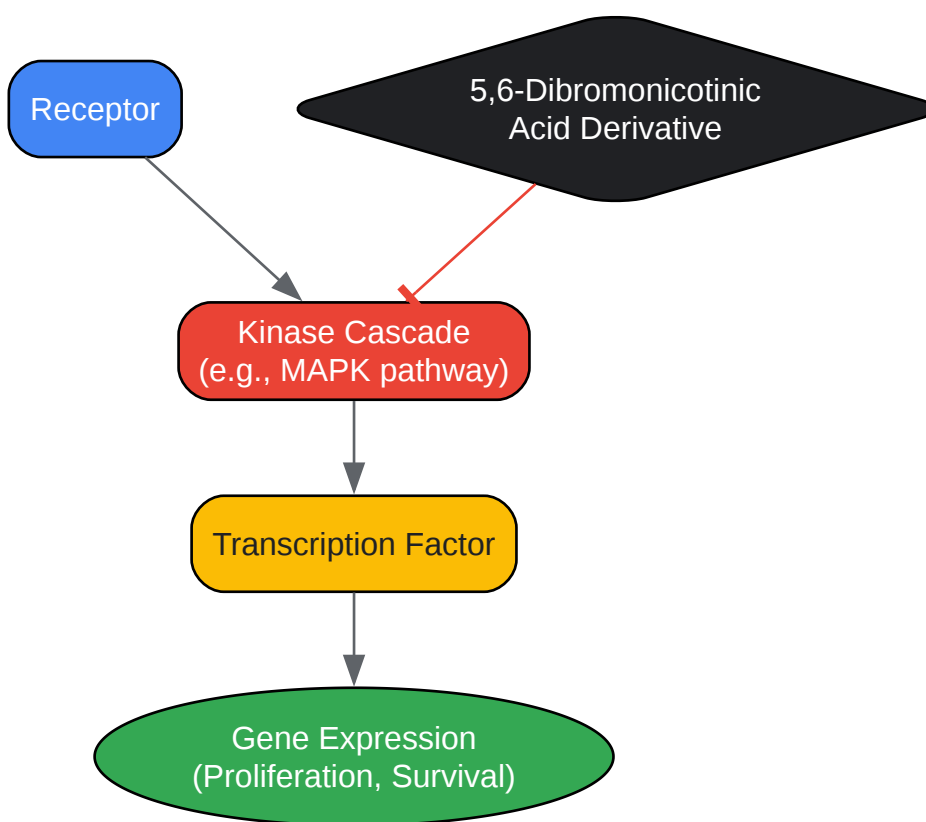 Receptor
5,6-Dibromonicotinic
Acid Derivative
Kinase Cascade
(e.g., MAPK pathway)
Transcription Factor
Gene Expression
(Proliferation, Survival)